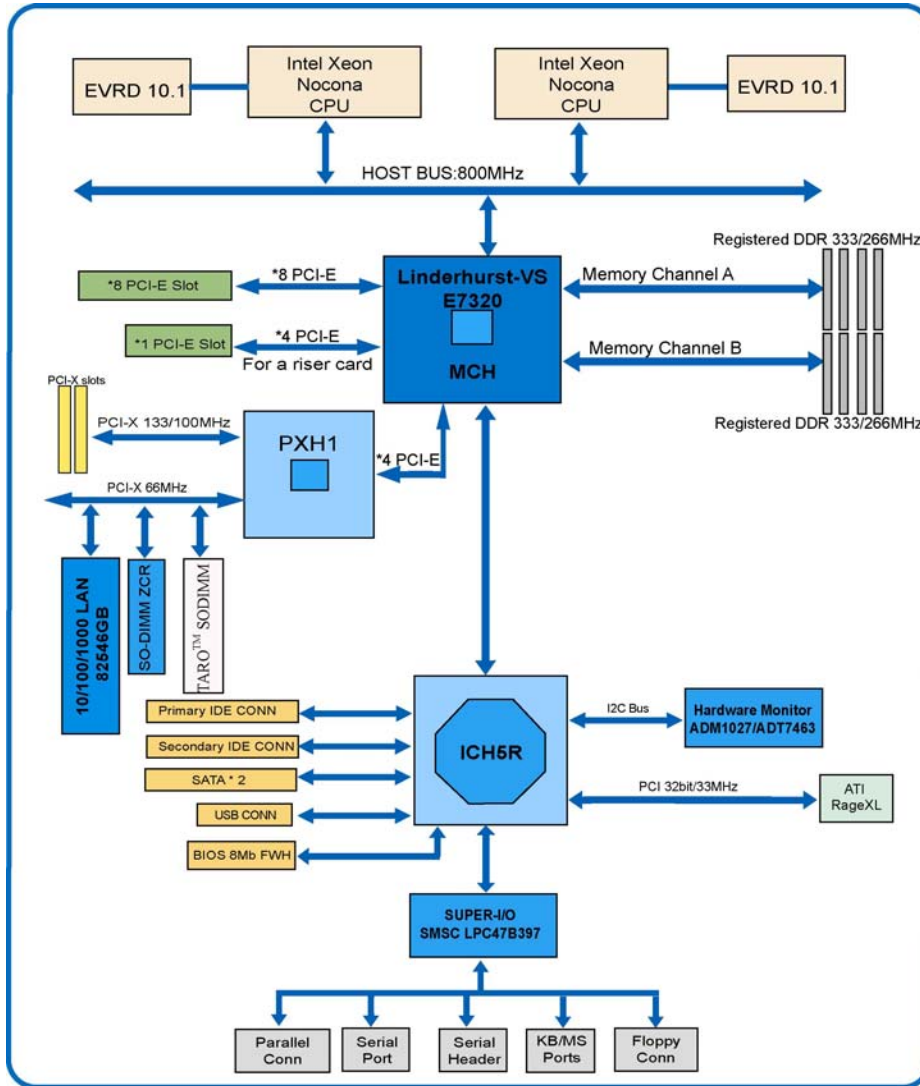 EVRD 10.1
Intel Xeon
Nocona
CPU
Intel Xeon
Nocona
CPU
EVRD 10.1
HOST BUS:800MHz
Registered DDR 333/266MHz
*8 PCI-E Slot
*8 PCI-E
Linderhurst-VS
E7320
MCH
Memory Channel A
*1 PCI-E Slot
*4 PCI-E
For a riser card
Memory Channel B
Registered DDR 333/266MHz
PCI-X slots
PCI-X 133/100MHz
PXH1
*4 PCI-E
PCI-X 66MHz
10/100/1000 LAN
82546GB
SO-DIMM ZCR
TARO™ SODIMM
Primary IDE CONN
Secondary IDE CONN
SATA * 2
USB CONN
BIOS 8Mb FWH
ICH5R
I2C Bus
Hardware Monitor
ADM1027/ADT7463
PCI 32bit/33MHz
ATI
RageXL
SUPER-I/O
SMSC LPC47B397
Parallel
Conn
Serial
Port
Serial
Header
KB/MS
Ports
Floppy
Conn